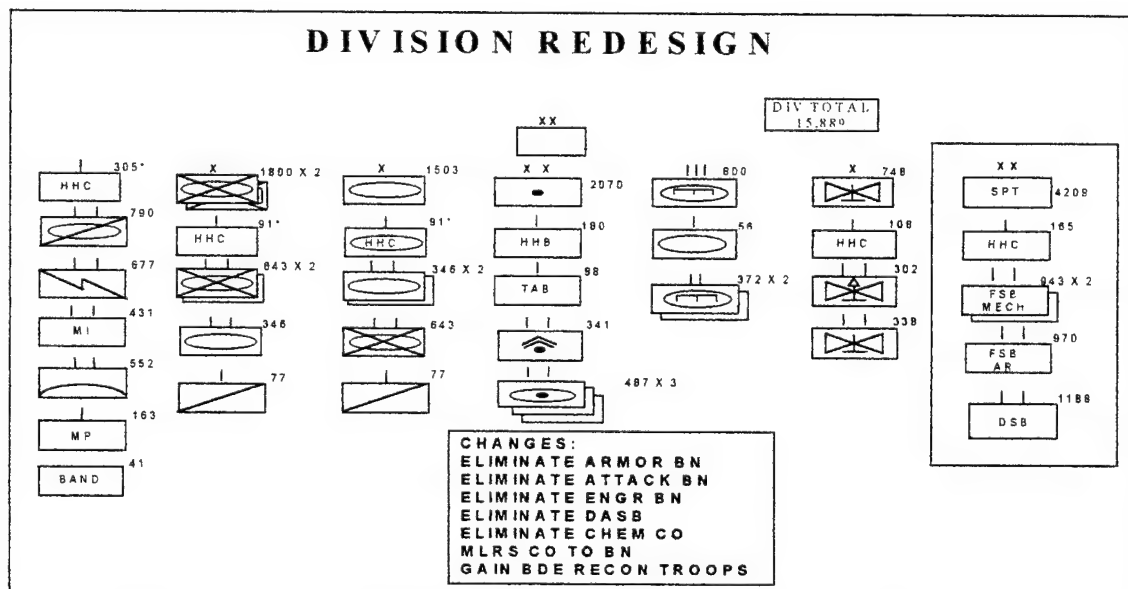 DIVISION REDESIGN
DIV TOTAL
15,889
XX
I
305*
HHC
I I
790
I I
677
I I
431
MI
I I
552
I
163
MP
41
BAND
X
1800 X 2
I
91*
HHC
I I
643 X 2
I I
346
I
77
X
1503
I
91*
HHC
I I
346 X 2
I I
643
I
77
X X
2070
I
180
HHB
I
98
TAB
I I
341
I I
487 X 3
III
800
I
56
I I
372 X 2
X
748
I
108
HHC
I I
302
I I
338
XX
SPT
4209
I
165
HHC
I I
943 X 2
FSB
MECH
I I
970
FSB
AR
I I
1188
DSB
CHANGES:
ELIMINATE ARMOR BN
ELIMINATE ATTACK BN
ELIMINATE ENGR BN
ELIMINATE DASB
ELIMINATE CHEM CO
MLRS CO TO BN
GAIN BDE RECON TROOPS